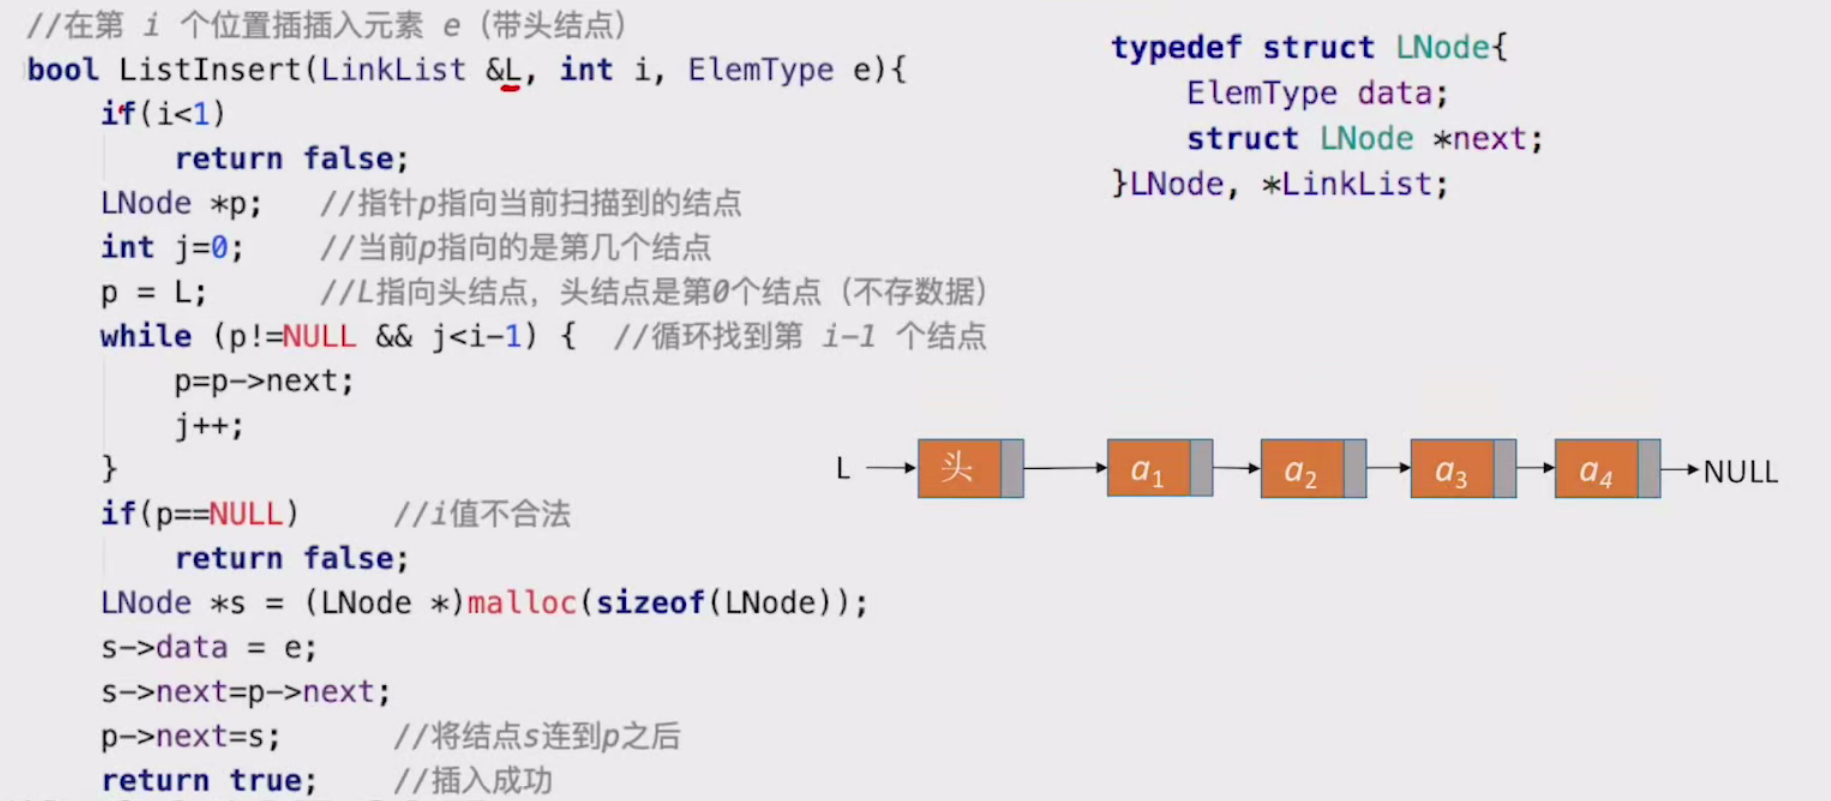 //在第 i 个位置插插入元素 e（带头结点）
bool ListInsert(LinkList &L, int i, ElemType e){
if(i<1)
return false;
LNode *p; //指针p指向当前扫描到的结点
int j=0; //当前p指向的是第几个结点
p = L; //L指向头结点，头结点是第0个结点（不存数据）
while (p!=NULL && j<i-1) { //循环找到第 i-1 个结点
p=p->next;
j++;
}
if(p==NULL) //i值不合法
return false;
LNode *s = (LNode *)malloc(sizeof(LNode));
s->data = e;
s->next=p->next;
p->next=s; //将结点s连到p之后
return true; //插入成功
typedef struct LNode{
ElemType data;
struct LNode *next;
}LNode, *LinkList;
L 头 a1 a2 a3 a4 NULL